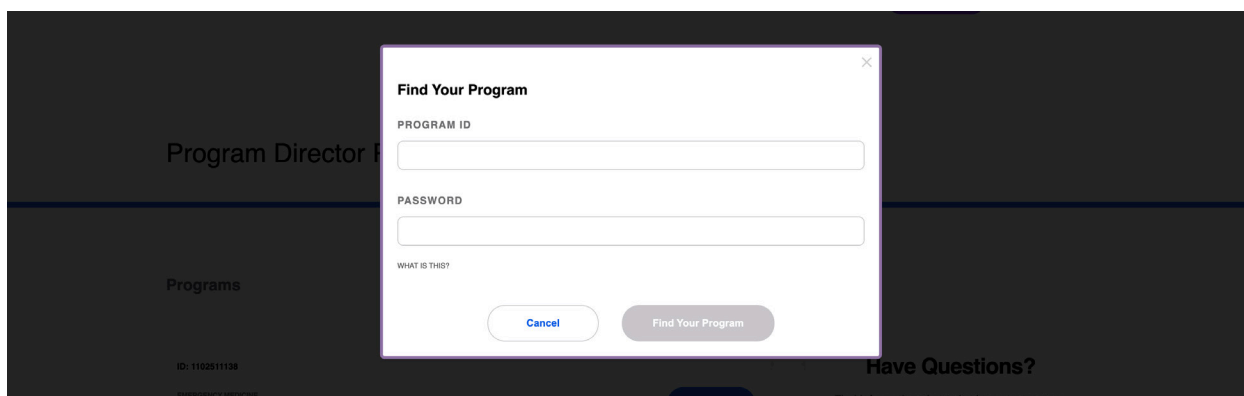 Find Your Program
PROGRAM ID
Program Director
PASSWORD
WHAT IS THIS?
Programs
Cancel
Find Your Program
ID: 1102511138
Have Questions?